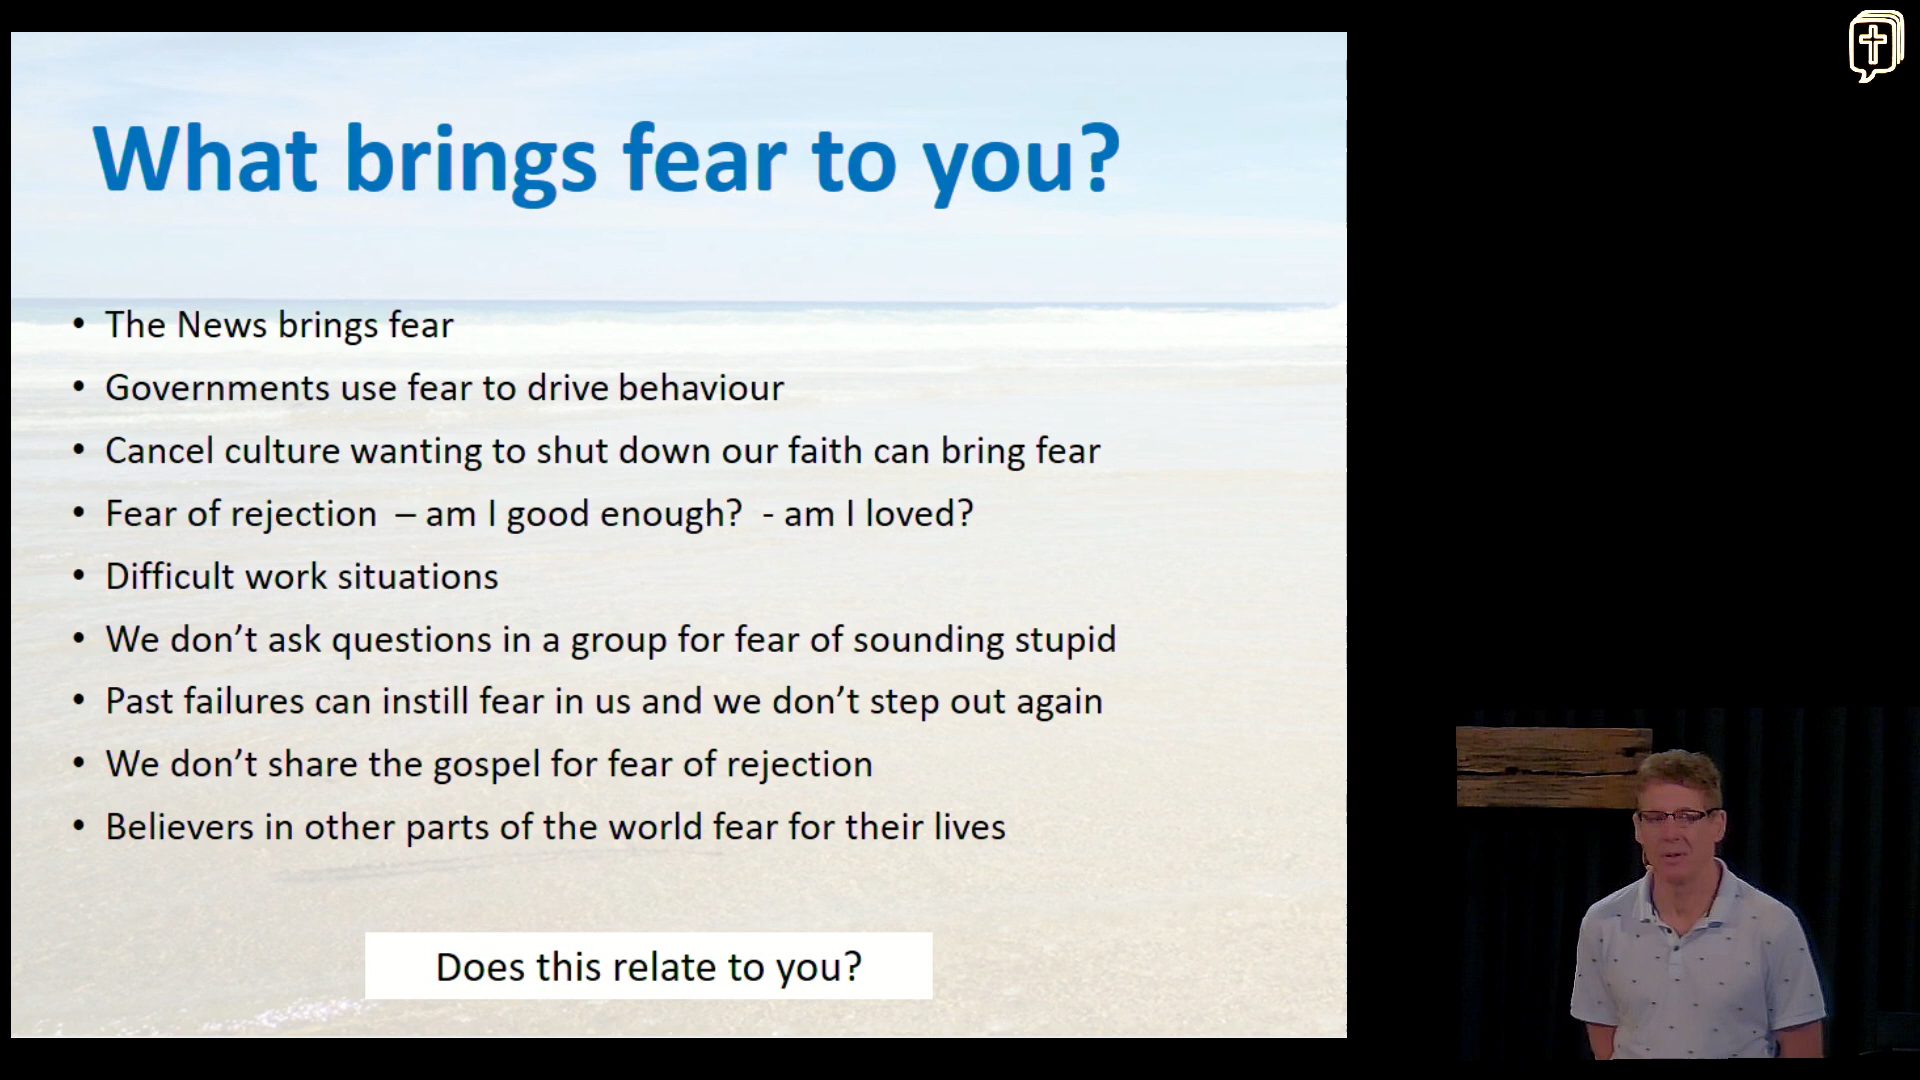 What brings fear to you?
• The News brings fear
• Governments use fear to drive behaviour
• Cancel culture wanting to shut down our faith can bring fear
• Fear of rejection – am I good enough? - am I loved?
• Difficult work situations
• We don’t ask questions in a group for fear of sounding stupid
• Past failures can instill fear in us and we don’t step out again
• We don’t share the gospel for fear of rejection
• Believers in other parts of the world fear for their lives
Does this relate to you?